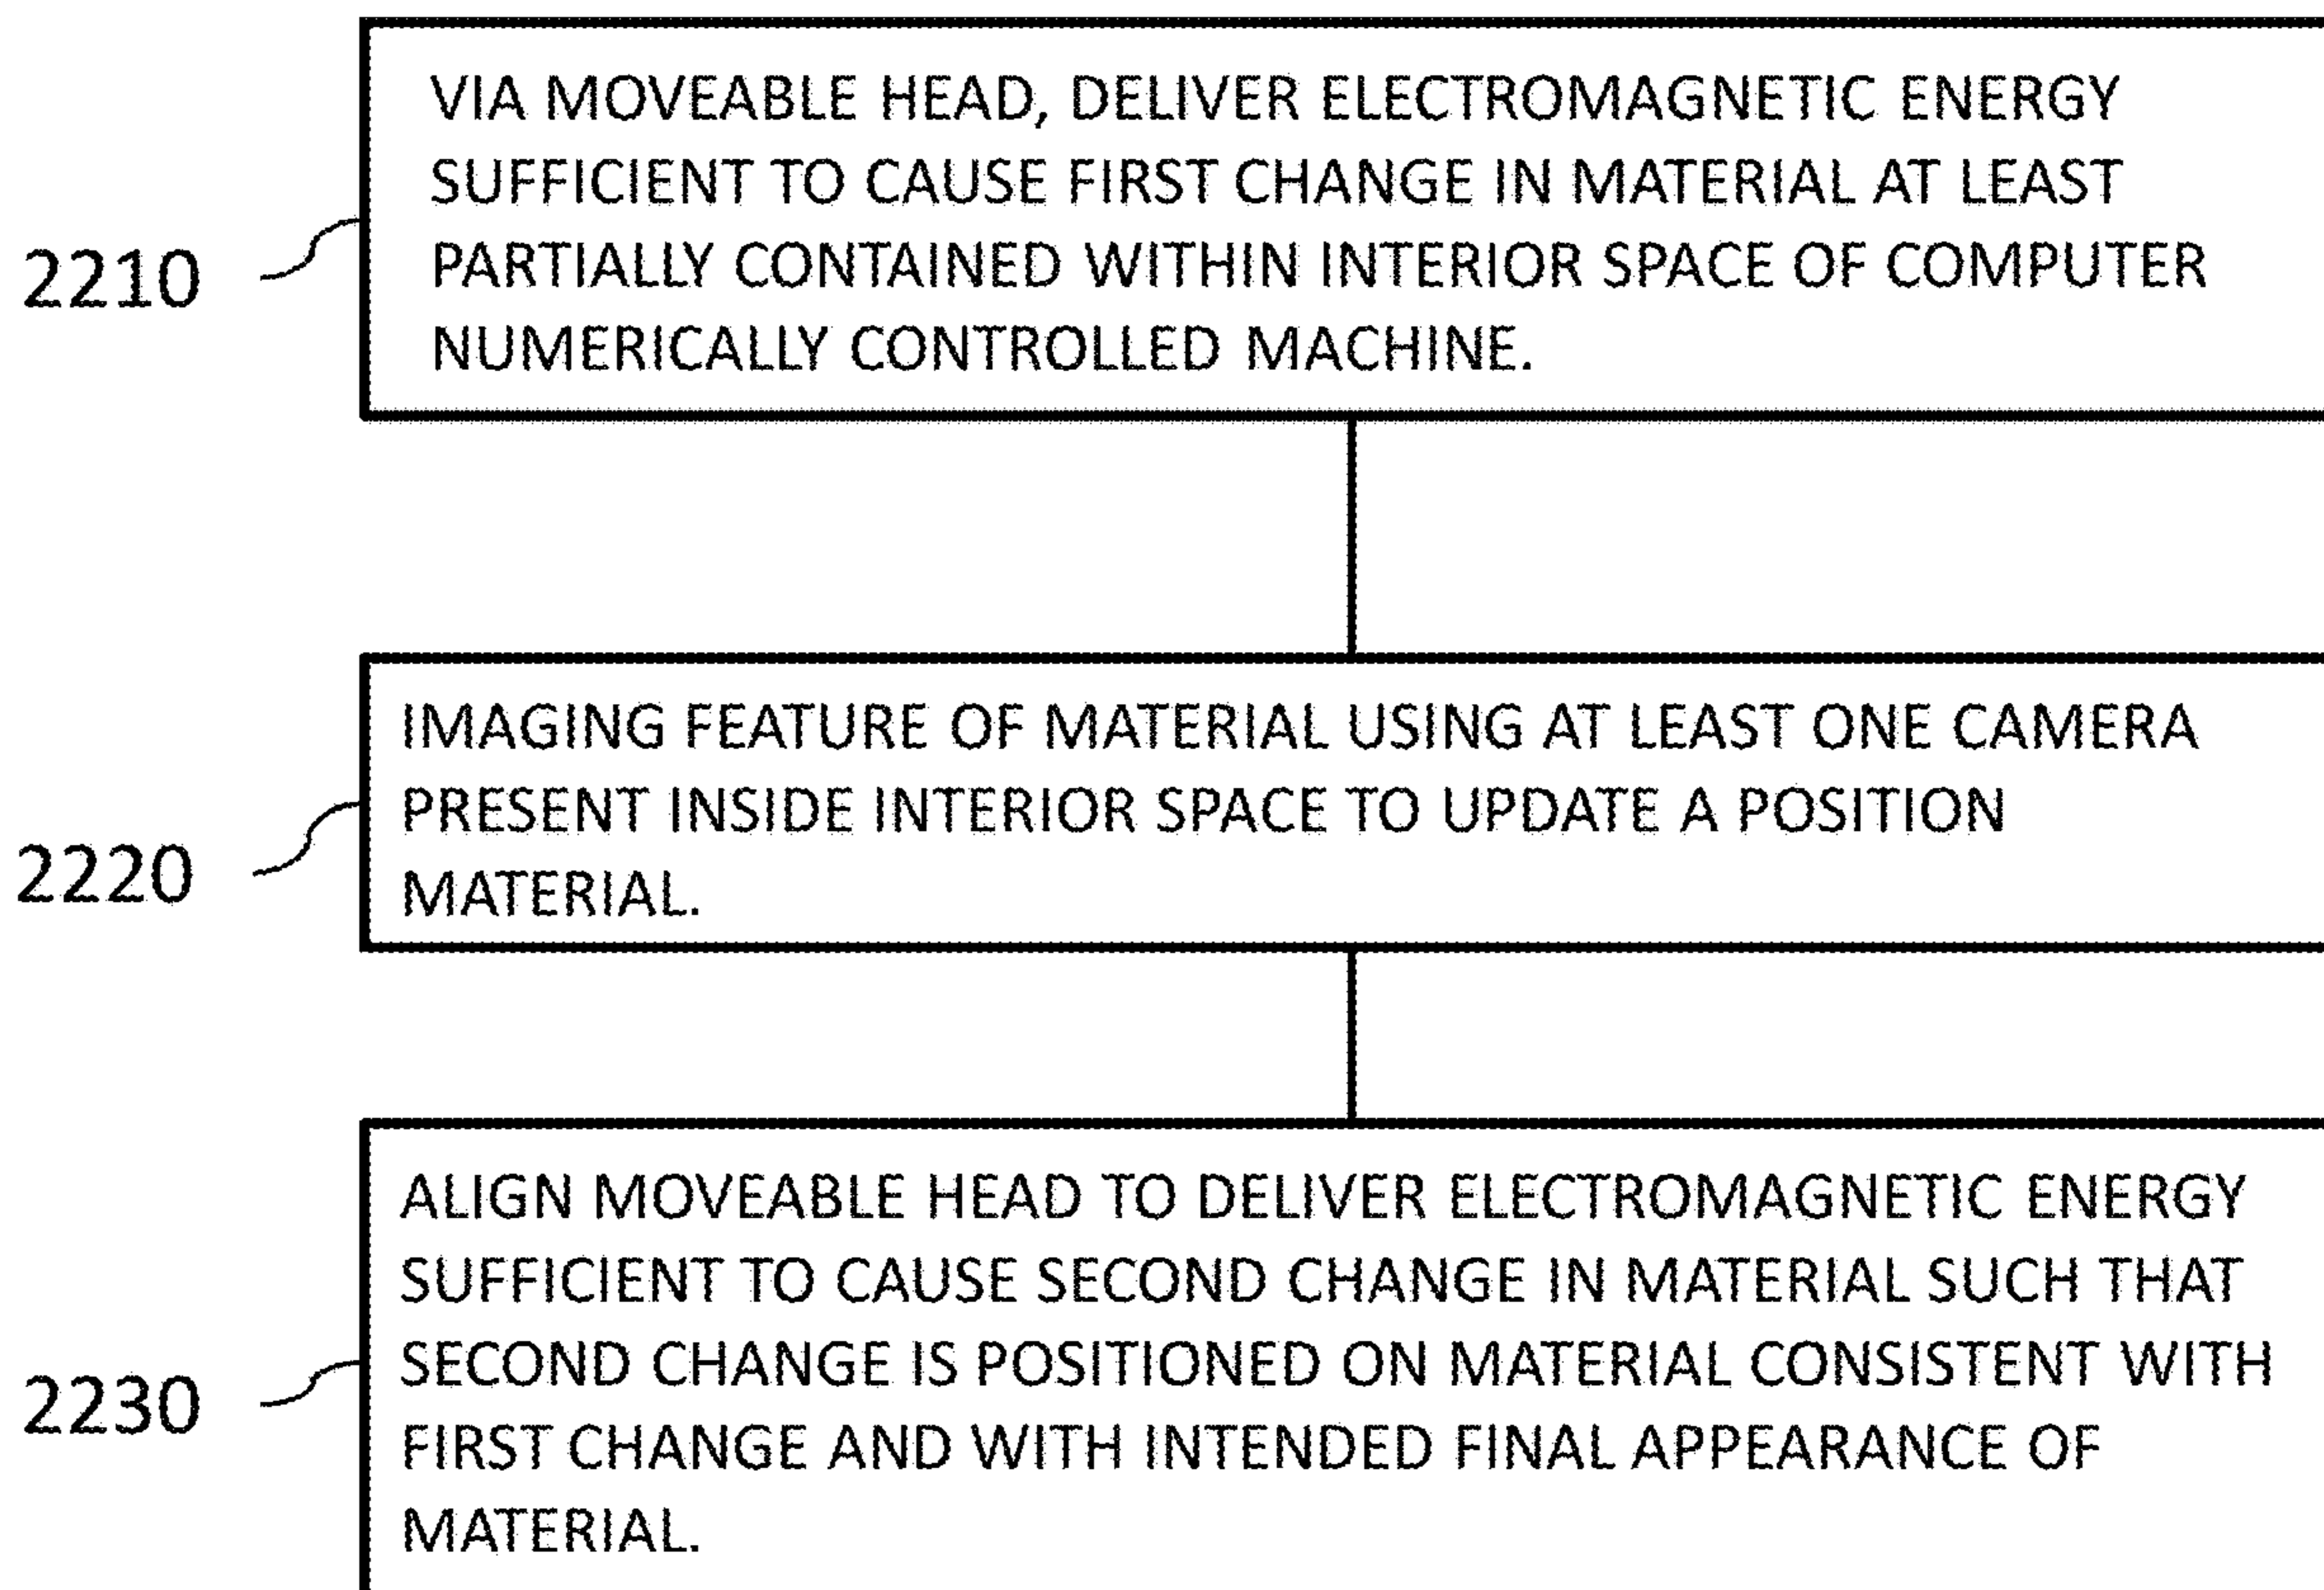 VIA MOVEABLE HEAD, DELIVER ELECTROMAGNETIC ENERGY
SUFFICIENT TO CAUSE FIRST CHANGE IN MATERIAL AT LEAST
PARTIALLY CONTAINED WITHIN INTERIOR SPACE OF COMPUTER
NUMERICALLY CONTROLLED MACHINE.
2210
IMAGING FEATURE OF MATERIAL USING AT LEAST ONE CAMERA
PRESENT INSIDE INTERIOR SPACE TO UPDATE A POSITION
MATERIAL.
2220
ALIGN MOVEABLE HEAD TO DELIVER ELECTROMAGNETIC ENERGY
SUFFICIENT TO CAUSE SECOND CHANGE IN MATERIAL SUCH THAT
SECOND CHANGE IS POSITIONED ON MATERIAL CONSISTENT WITH
FIRST CHANGE AND WITH INTENDED FINAL APPEARANCE OF
MATERIAL.
2230